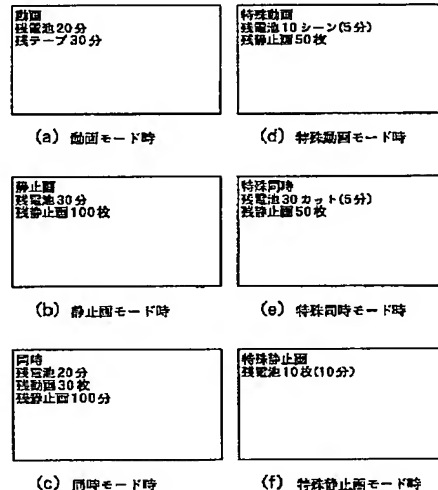 動画
残電池20分
残テープ30分
(a) 動画モード時
特殊動画
残電池10シーン(5分)
残静止画50枚
(d) 特殊動画モード時
静止画
残電池30分
残静止画100枚
(b) 静止画モード時
特殊同時
残電池30カット(5分)
残静止画50枚
(e) 特殊同時モード時
同時
残電池20分
残動画30枚
残静止画100分
(c) 同時モード時
特殊静止画
残電池10枚(10分)
(f) 特殊静止画モード時